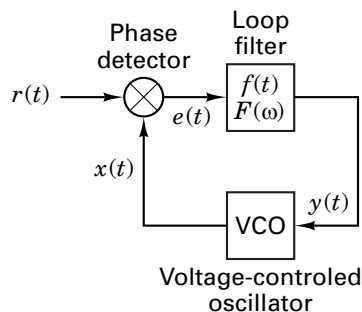 Phase
detector
Loop
filter
r(t)
e(t)
f(t)
F(ω)
x(t)
VCO
y(t)
Voltage-controled
oscillator